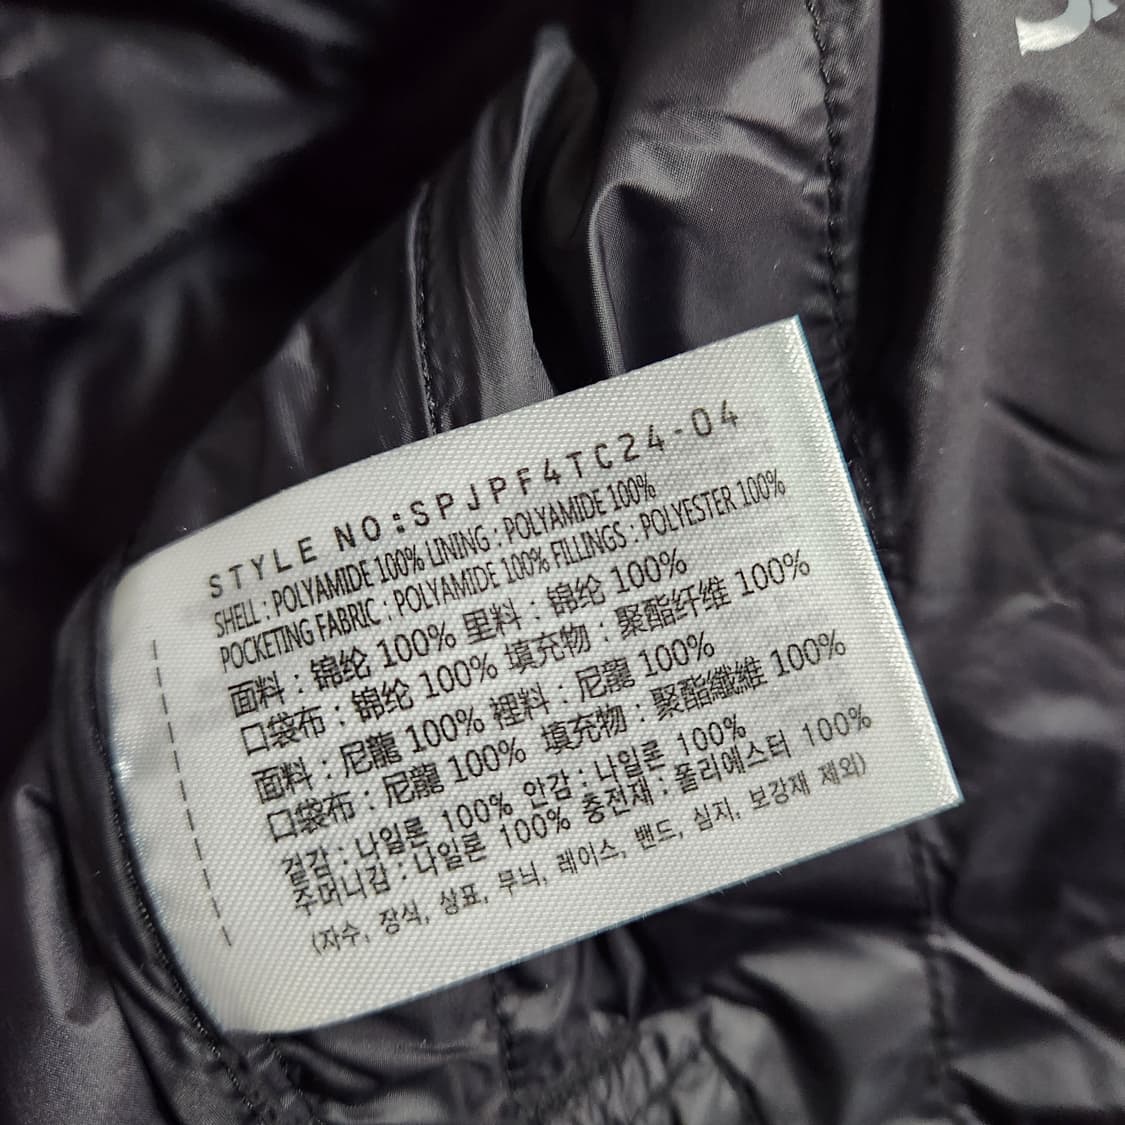 STYLE NO:SPJPF4TC24-04
SHELL : POLYAMIDE 100% LINING : POLYAMIDE 100%
POCKETING FABRIC : POLYAMIDE 100% FILLINGS : POLYESTER 100%
面料 : 锦纶 100% 里料 : 锦纶 100%
口袋布 : 锦纶 100% 填充物 : 聚酯纤维 100%
面料 : 尼龍 100% 裡料 : 尼龍 100%
口袋布 : 尼龍 100% 填充物 : 聚酯纖維 100%
겉감 : 나일론 100% 안감 : 나일론 100%
주머니감 : 나일론 100% 충전재 : 폴리에스터 100%
(자수, 장식, 상표, 무늬, 레이스, 밴드, 심지, 보강재 제외)